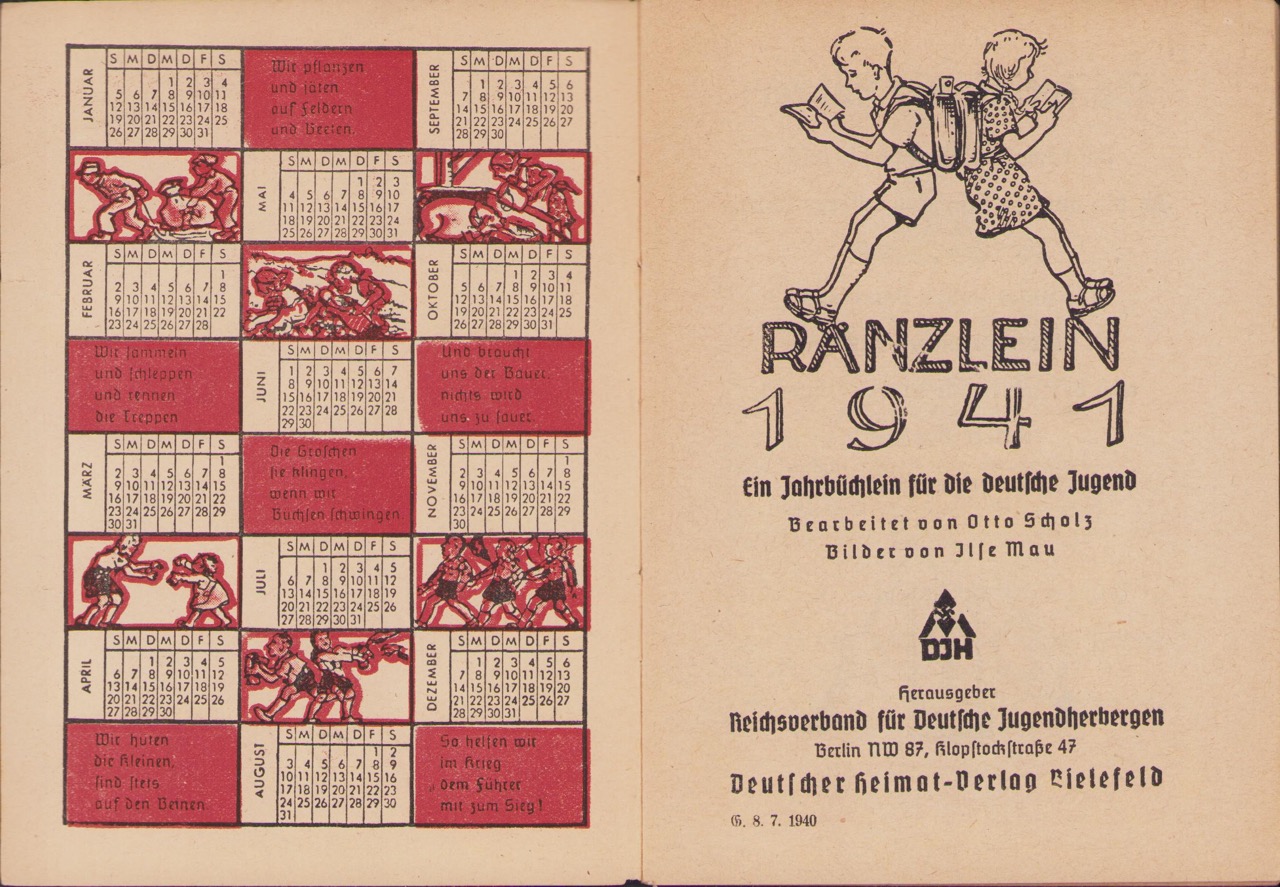 JANUAR
S M D M D F S
1 2 3 4
5 6 7 8 9 10 11
12 13 14 15 16 17 18
19 20 21 22 23 24 25
26 27 28 29 30 31
FEBRUAR
S M D M D F S
1
2 3 4 5 6 7 8
9 10 11 12 13 14 15
16 17 18 19 20 21 22
23 24 25 26 27 28
Wir sammeln
und schleppen
und rennen
die Treppen
MÄRZ
S M D M D F S
1
2 3 4 5 6 7 8
9 10 11 12 13 14 15
16 17 18 19 20 21 22
23 24 25 26 27 28 29
30 31
APRIL
S M D M D F S
1 2 3 4 5
6 7 8 9 10 11 12
13 14 15 16 17 18 19
20 21 22 23 24 25 26
27 28 29 30
Wir hüten
die Kleinen,
sind stets
auf den Beinen.
Wir pflanzen
und jäten
auf Feldern
und Beeten.
MAI
S M D M D F S
1 2 3
4 5 6 7 8 9 10
11 12 13 14 15 16 17
18 19 20 21 22 23 24
25 26 27 28 29 30 31
JUNI
S M D M D F S
1 2 3 4 5 6 7
8 9 10 11 12 13 14
15 16 17 18 19 20 21
22 23 24 25 26 27 28
29 30
Die Groschen
sie klingen,
wenn wir
Büchsen schwingen
JULI
S M D M D F S
1 2 3 4 5
6 7 8 9 10 11 12
13 14 15 16 17 18 19
20 21 22 23 24 25 26
27 28 29 30 31
AUGUST
S M D M D F S
1 2
3 4 5 6 7 8 9
10 11 12 13 14 15 16
17 18 19 20 21 22 23
24 25 26 27 28 29 30
31
SEPTEMBER
S M D M D F S
1 2 3 4 5 6
7 8 9 10 11 12 13
14 15 16 17 18 19 20
21 22 23 24 25 26 27
28 29 30
OKTOBER
S M D M D F S
1 2 3 4
5 6 7 8 9 10 11
12 13 14 15 16 17 18
19 20 21 22 23 24 25
26 27 28 29 30 31
Und braucht
uns der Bauer,
nichts wird
uns zu sauer.
NOVEMBER
S M D M D F S
1
2 3 4 5 6 7 8
9 10 11 12 13 14 15
16 17 18 19 20 21 22
23 24 25 26 27 28 29
30
DEZEMBER
S M D M D F S
1 2 3 4 5 6
7 8 9 10 11 12 13
14 15 16 17 18 19 20
21 22 23 24 25 26 27
28 29 30 31
So helfen wir
im Krieg
dem Führer
mit zum Sieg!
RÄNZLEIN
1941
Ein Jahrbüchlein für die deutsche Jugend
Bearbeitet von Otto Scholz
Bilder von Ilse Mau
DJH
Herausgeber
Reichsverband für Deutsche Jugendherbergen
Berlin NW 87, Klopstockstraße 47
Deutscher Heimat-Verlag Bielefeld
G. 8. 7. 1940